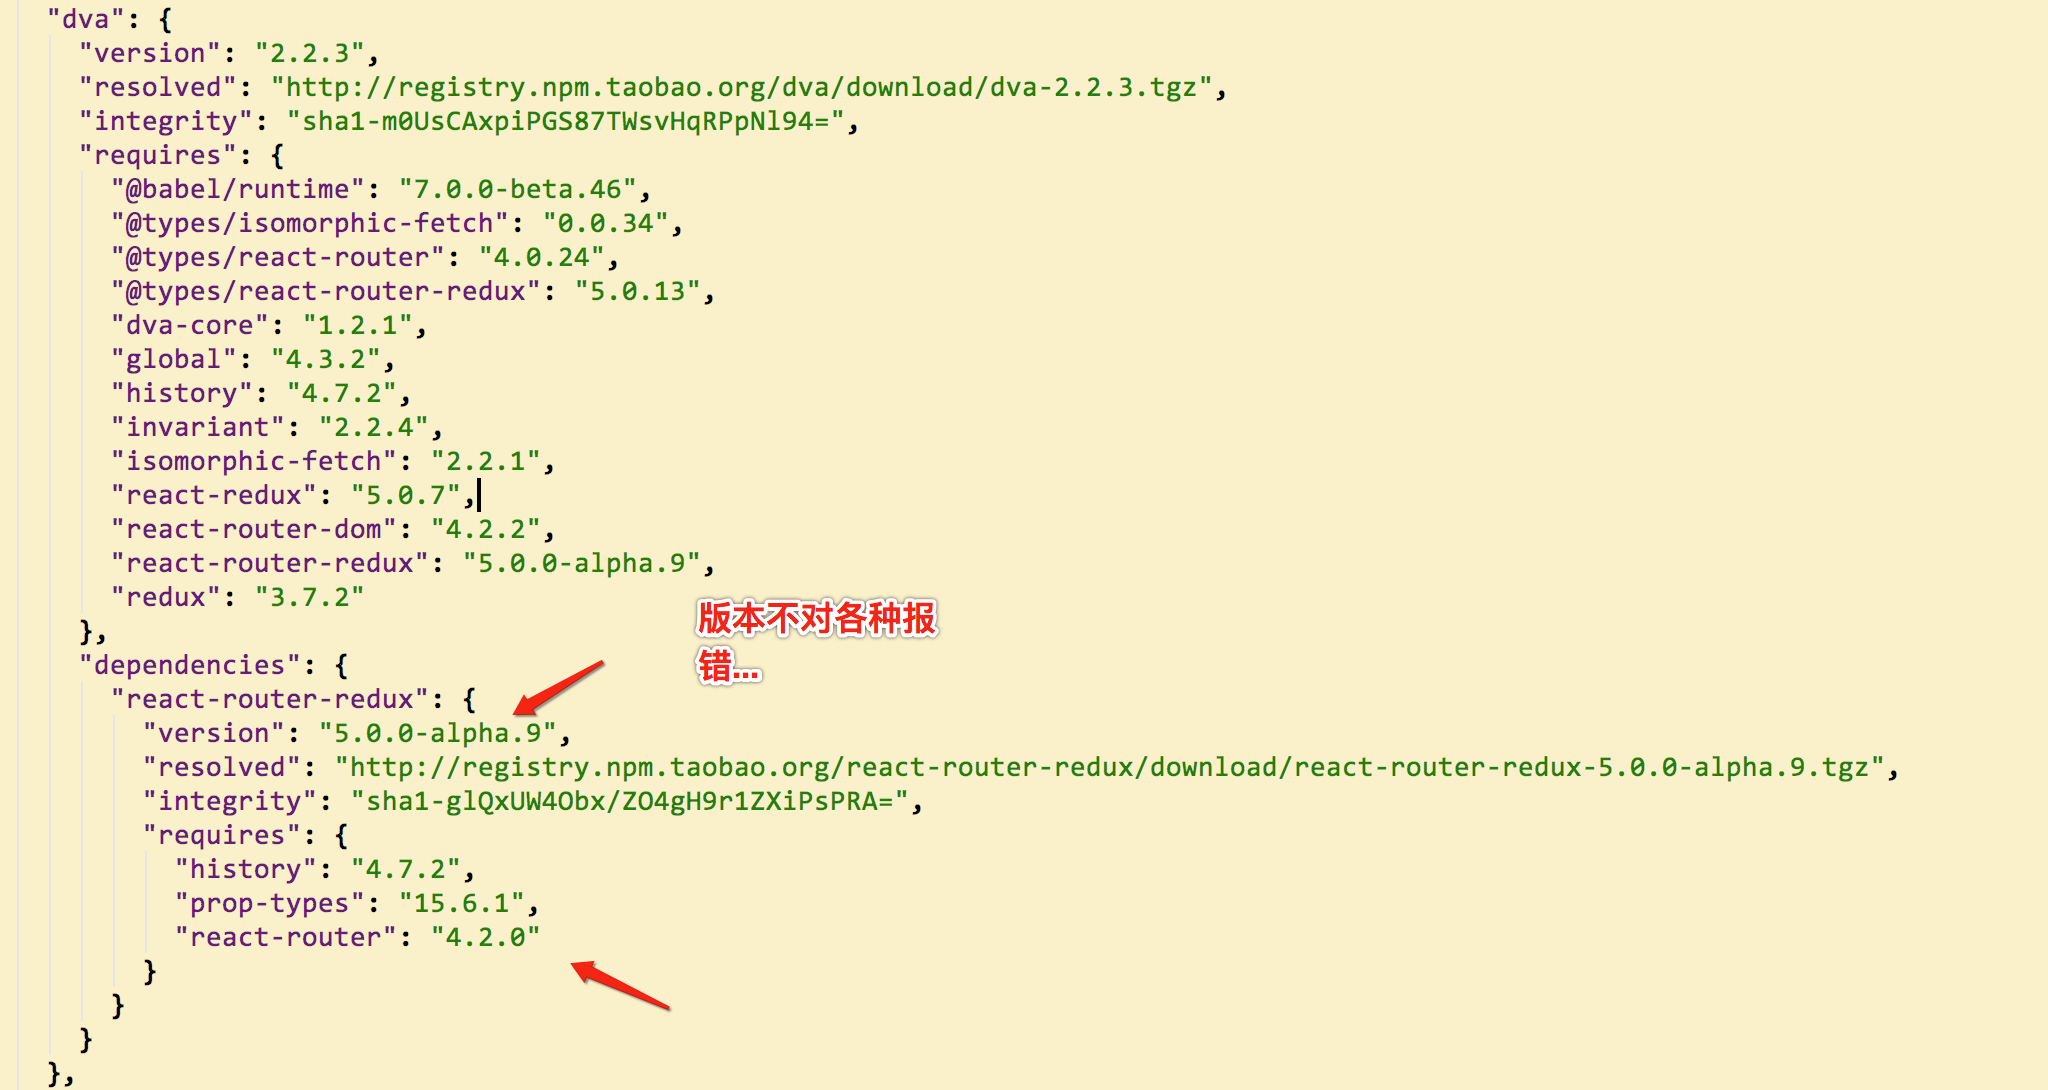 "dva": {
"version": "2.2.3",
"resolved": "http://registry.npm.taobao.org/dva/download/dva-2.2.3.tgz",
"integrity": "sha1-m0UsCAxpiPGS87TWsvHqRPpNl94=",
"requires": {
"@babel/runtime": "7.0.0-beta.46",
"@types/isomorphic-fetch": "0.0.34",
"@types/react-router": "4.0.24",
"@types/react-router-redux": "5.0.13",
"dva-core": "1.2.1",
"global": "4.3.2",
"history": "4.7.2",
"invariant": "2.2.4",
"isomorphic-fetch": "2.2.1",
"react-redux": "5.0.7",
"react-router-dom": "4.2.2",
"react-router-redux": "5.0.0-alpha.9",
"redux": "3.7.2"
版本不对各种报
错...
},
"dependencies": {
"react-router-redux": {
"version": "5.0.0-alpha.9",
"resolved": "http://registry.npm.taobao.org/react-router-redux/download/react-router-redux-5.0.0-alpha.9.tgz",
"integrity": "sha1-glQxUW4Obx/ZO4gH9r1ZXiPsPRA=",
"requires": {
"history": "4.7.2",
"prop-types": "15.6.1",
"react-router": "4.2.0"
}
}
}
},